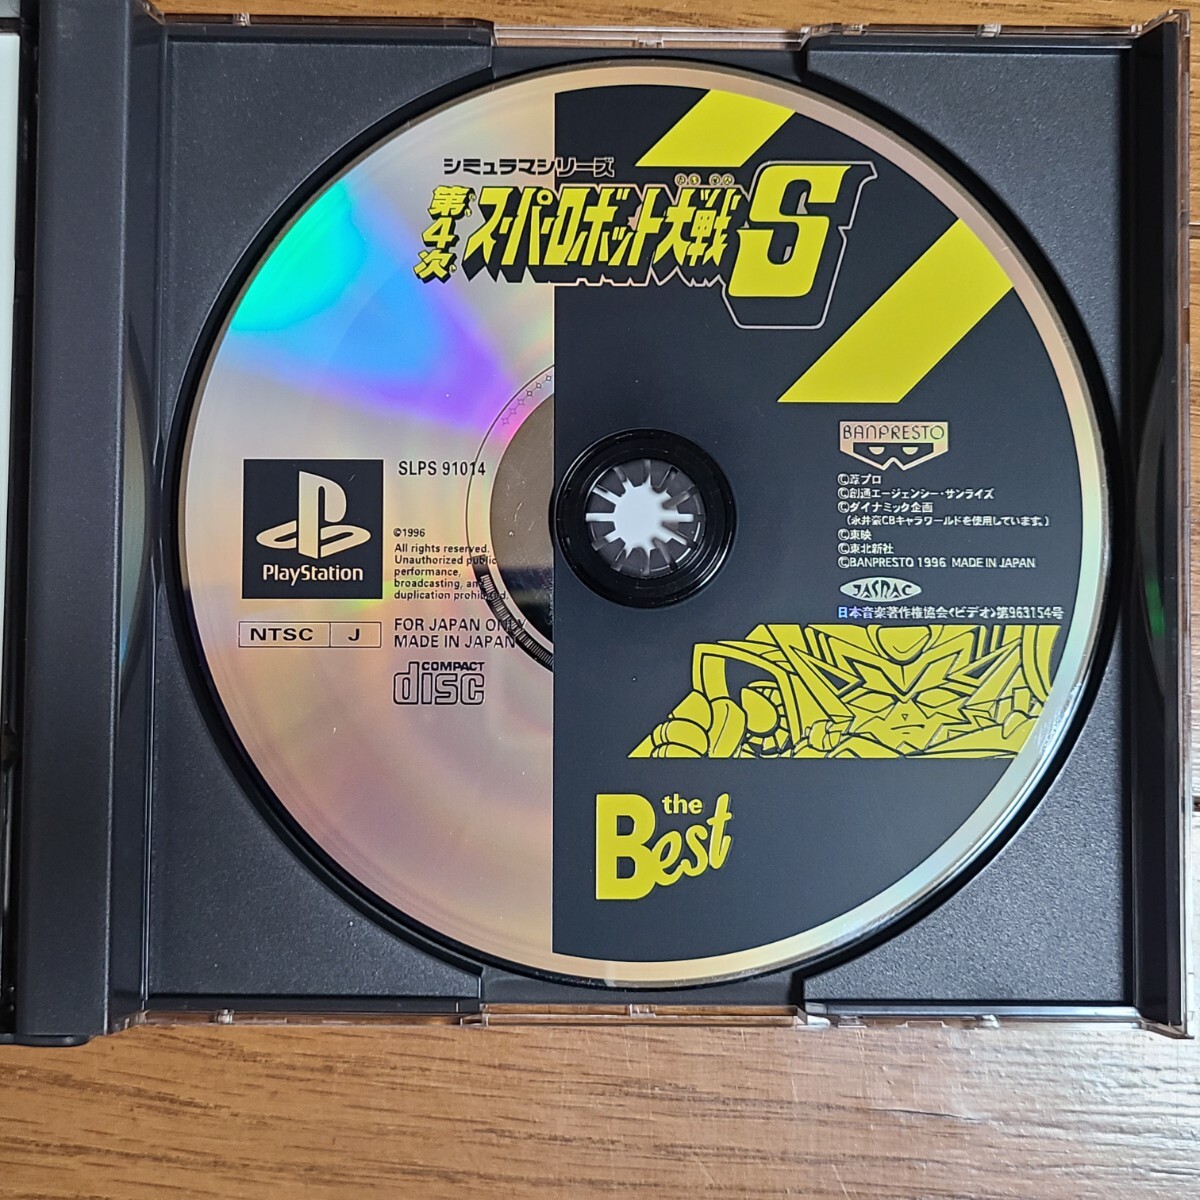 シミュラマシリーズ
第4次
スーパーロボット大戦S
BANPRESTO
SLPS 91014
PlayStation
©1996
All rights reserved.
Unauthorized public
performance,
broadcasting, and
duplication prohibited.
NTSC J
FOR JAPAN ONLY
MADE IN JAPAN
COMPACT
disc
©葦プロ
©創通エージェンシー・サンライズ
©ダイナミック企画
(永井豪CBキャラワールドを使用しています。)
©東映
©東北新社
©BANPRESTO 1996 MADE IN JAPAN
JASRAC
日本音楽著作権協会<ビデオ>第963154号
the
Best